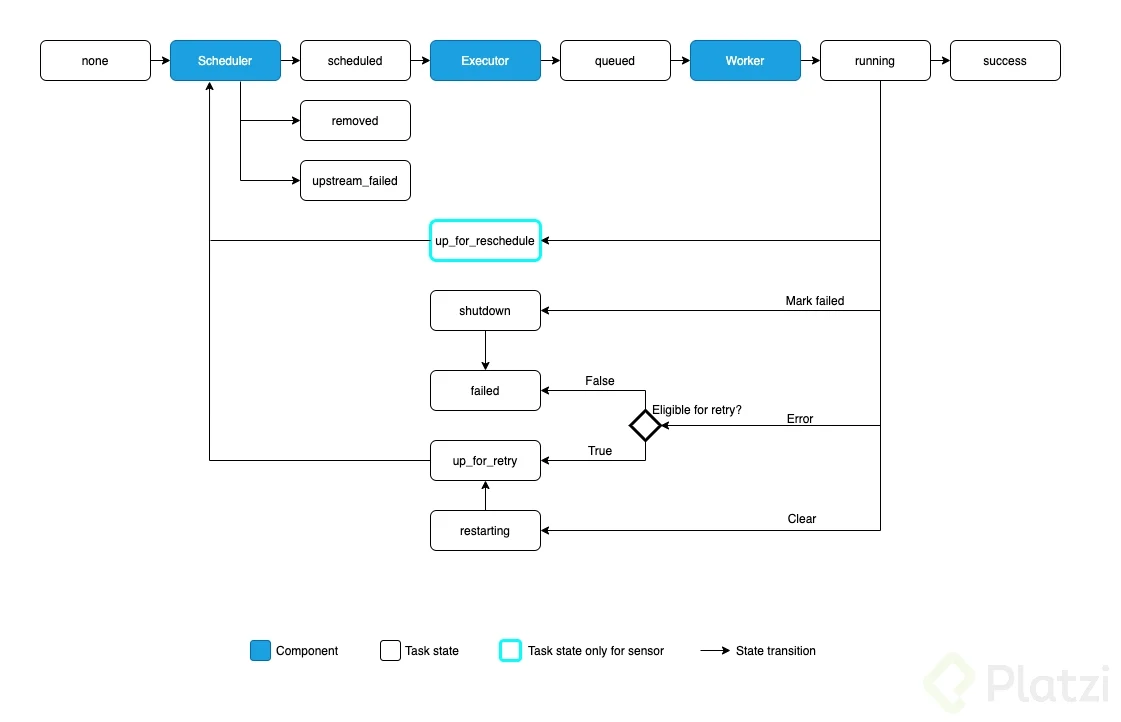 none
Scheduler
scheduled
Executor
queued
Worker
running
success
removed
upstream_failed
up_for_reschedule
shutdown
Mark failed
failed
False
Eligible for retry?
Error
True
up_for_retry
restarting
Clear
Component
Task state
Task state only for sensor
State transition
Platzi